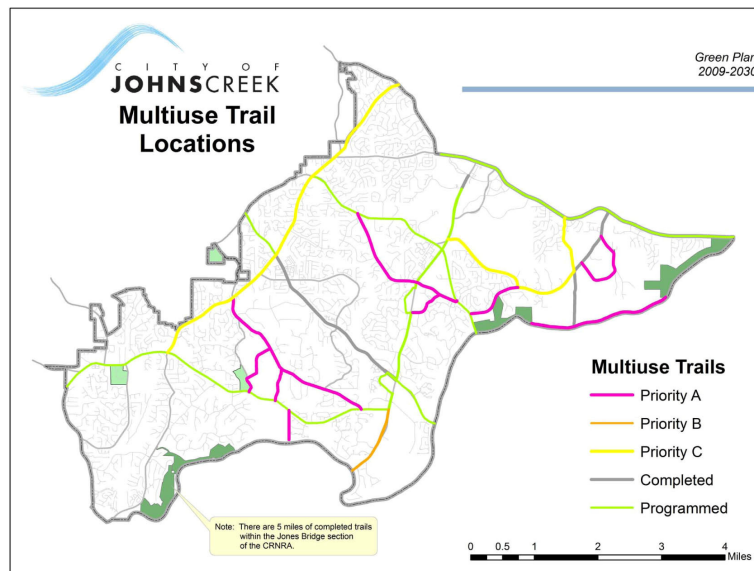 CITY OF
JOHNSCREEK
Multiuse Trail
Locations
Green Plan
2009-2030
Multiuse Trails
Priority A
Priority B
Priority C
Completed
Programmed
Note: There are 5 miles of completed trails
within the Jones Bridge section
of the CRNRA.
0 0.5 1 2 3 4
Miles